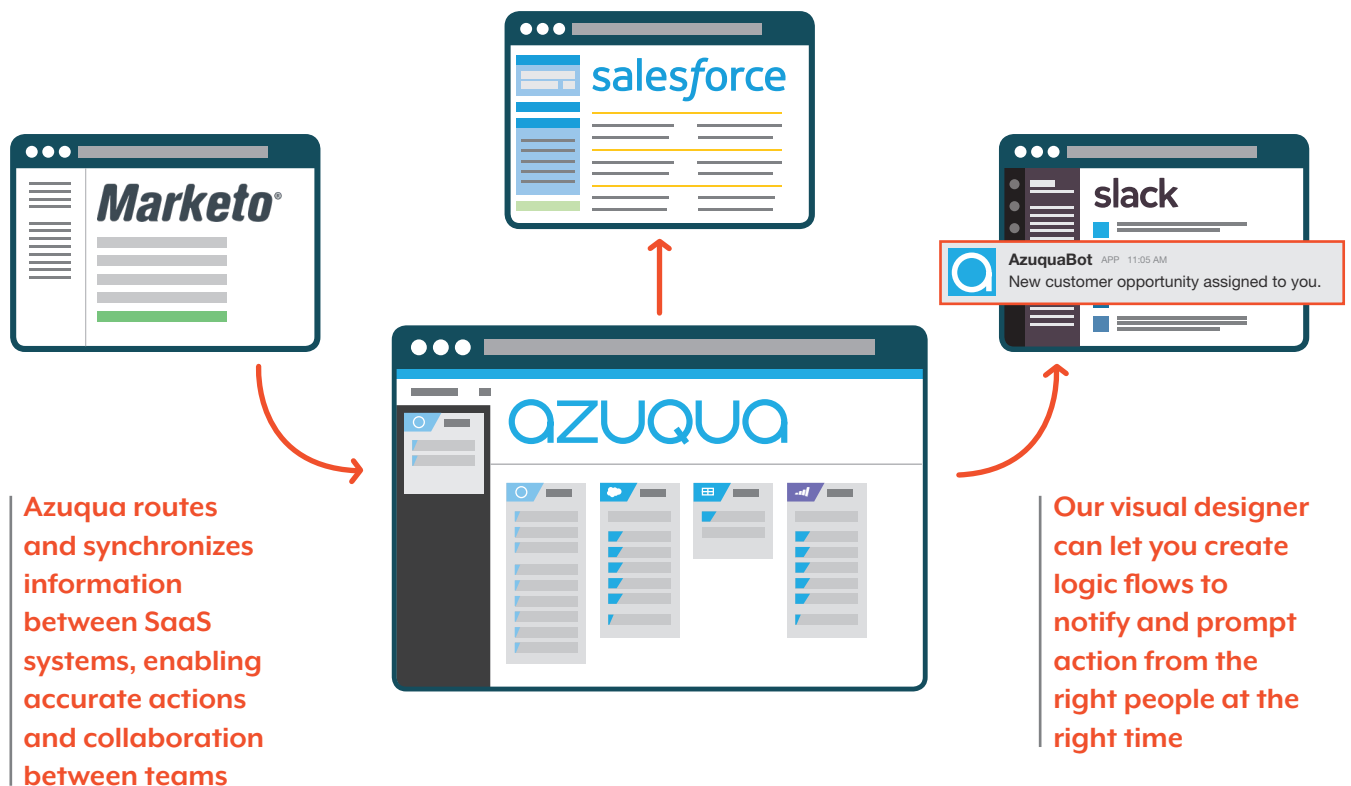 salesforce
Marketo®
slack
AzuquaBot APP 11:05 AM
New customer opportunity assigned to you.
azuqua
Azuqua routes
and synchronizes
information
between SaaS
systems, enabling
accurate actions
and collaboration
between teams
Our visual designer
can let you create
logic flows to
notify and prompt
action from the
right people at the
right time